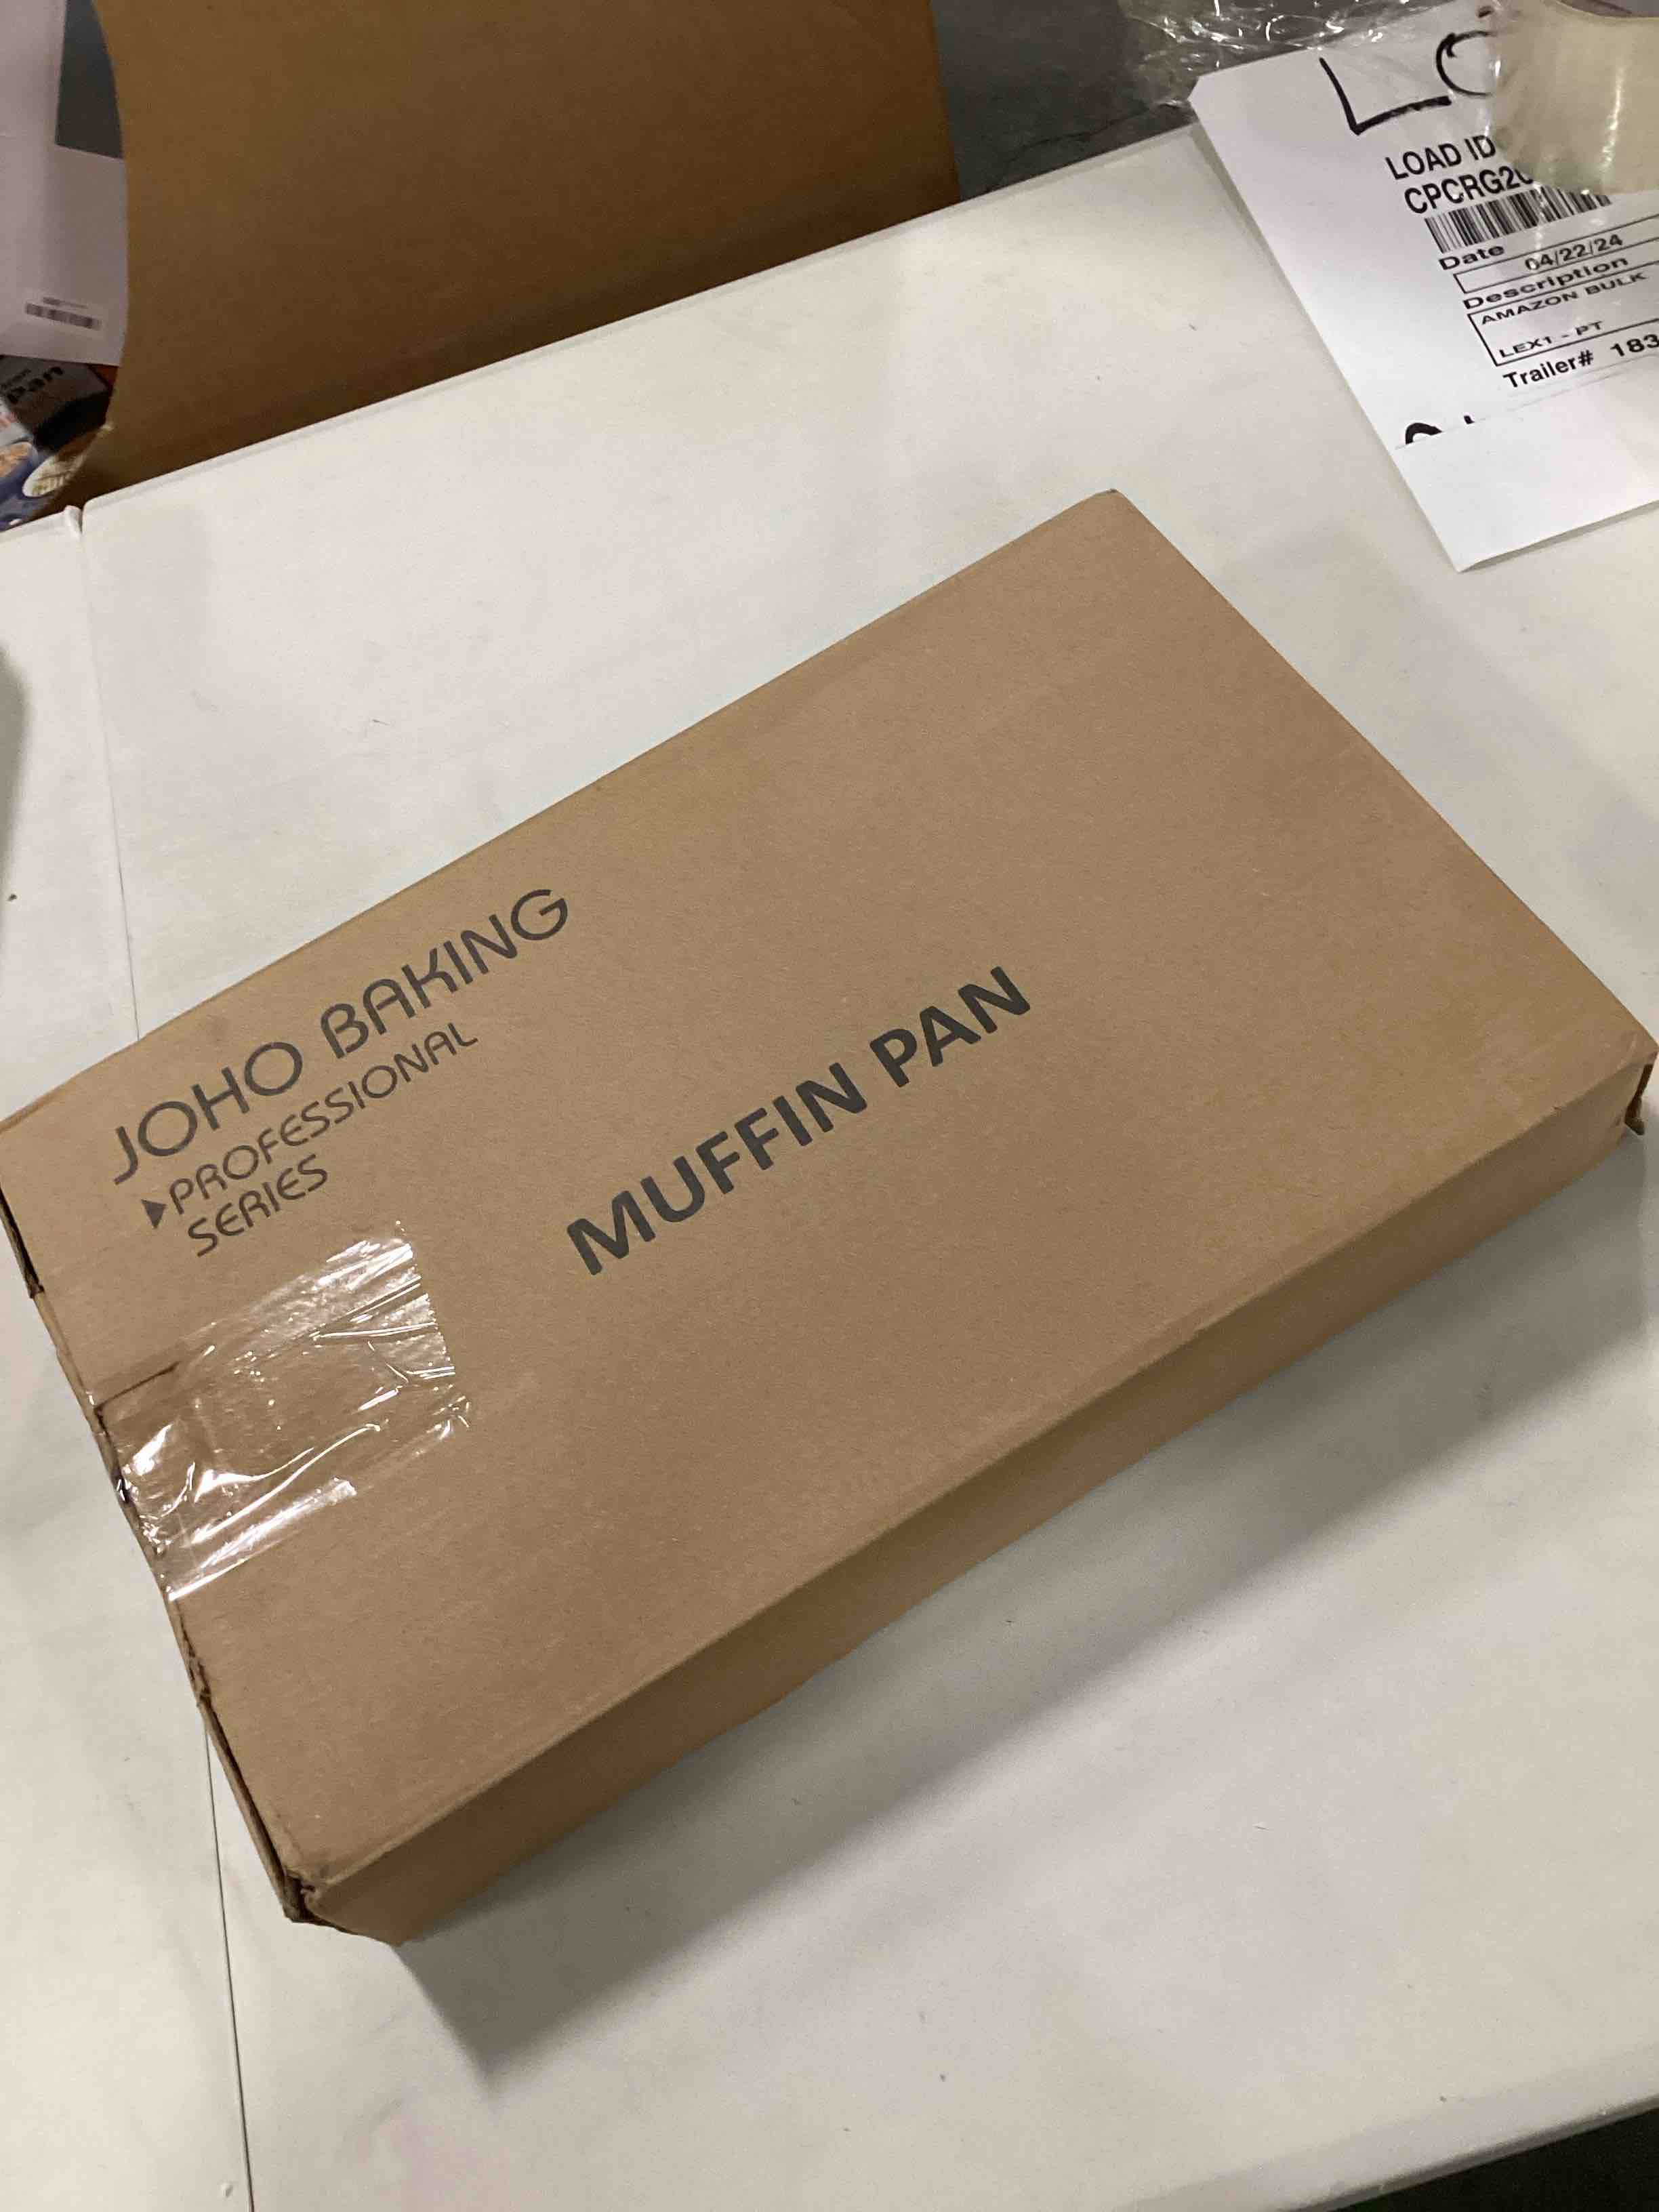 LOAD ID
Date
04/22/24
Description
AMAZON BULK
LEX1 - PT
Trailer# 183
Pan
JOHO BAKING
PROFESSIONAL
SERIES
MUFFIN PAN